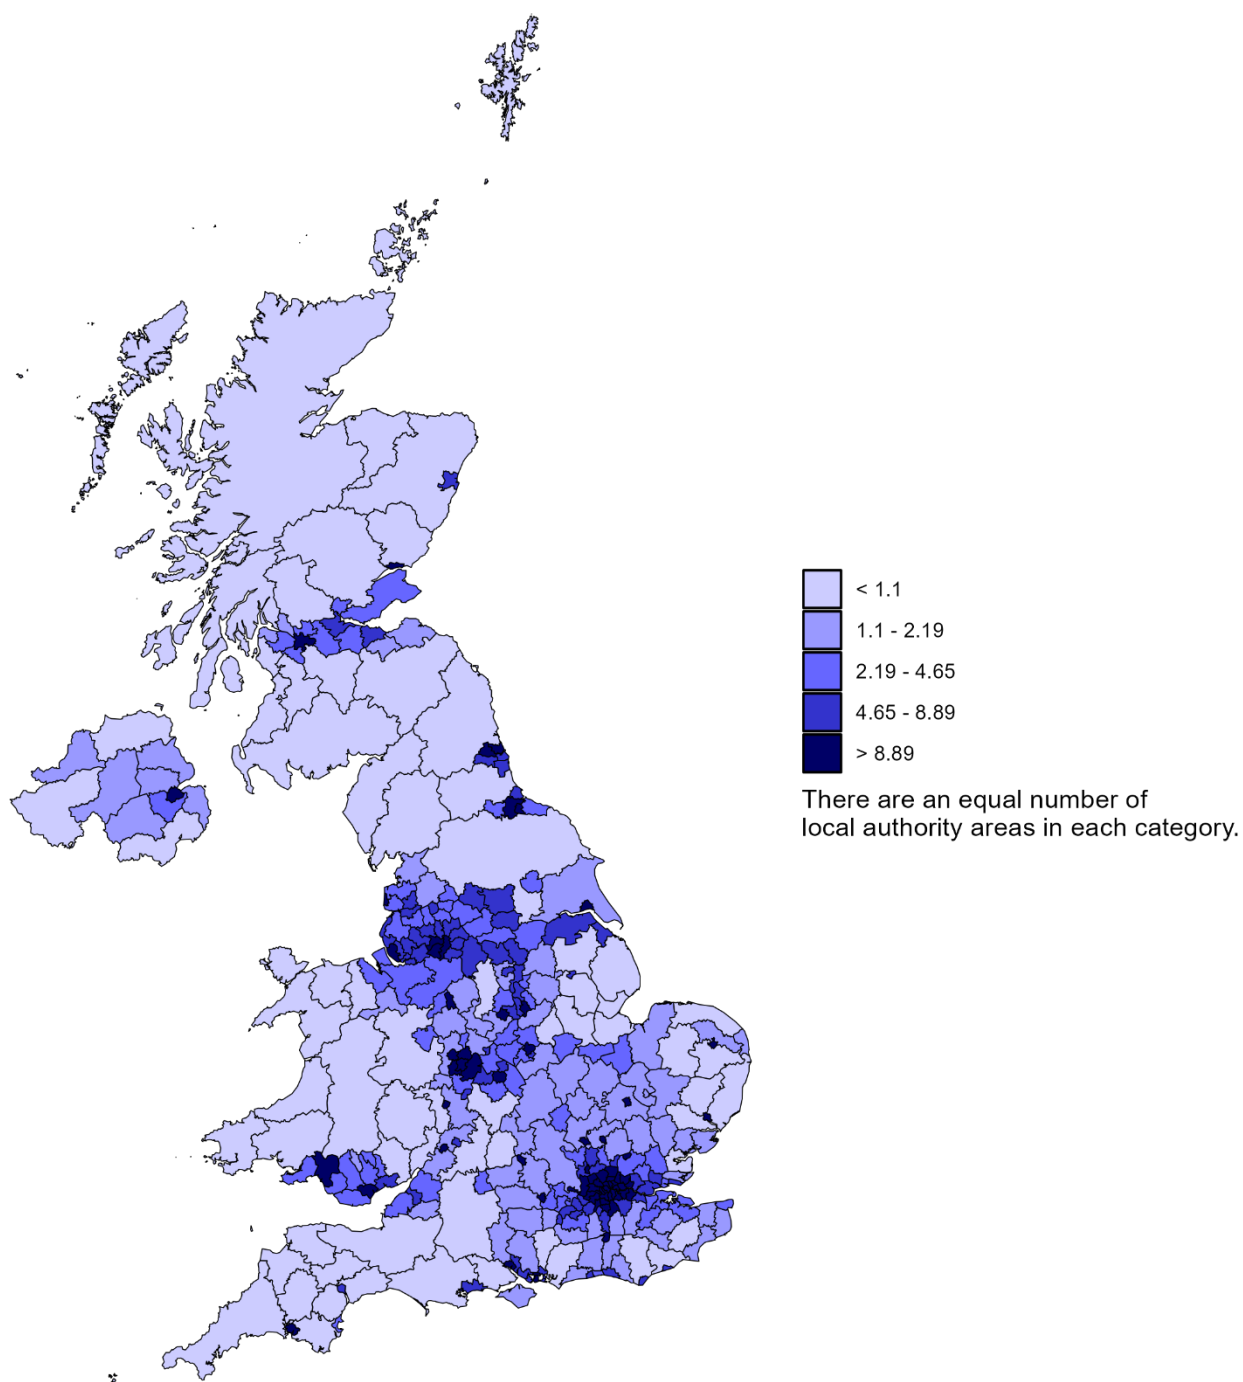 < 1.1
1.1 - 2.19
2.19 - 4.65
4.65 - 8.89
> 8.89
There are an equal number of
local authority areas in each category.